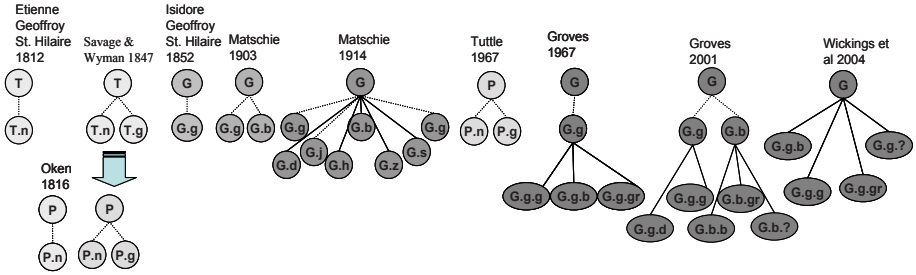 Etienne
Geoffroy
St. Hilaire
1812
T
T.n
Oken
1816
P
P.n
Savage &
Wyman 1847
T
T.n T.g
P
P.n P.g
Isidore
Geoffroy
St. Hilaire
1852
G
G.g
Matschie
1903
G
G.g G.b
Matschie
1914
G
G.g G.b G.g
G.j G.s
G.d G.h G.z
Tuttle
1967
P
P.n P.g
Groves
1967
G
G.g
G.g.g G.g.b G.g.gr
Groves
2001
G
G.g G.b
G.g.g G.b.gr
G.g.d G.b.b G.b.?
Wickings et
al 2004
G
G.g.b G.g.?
G.g.g G.g.gr